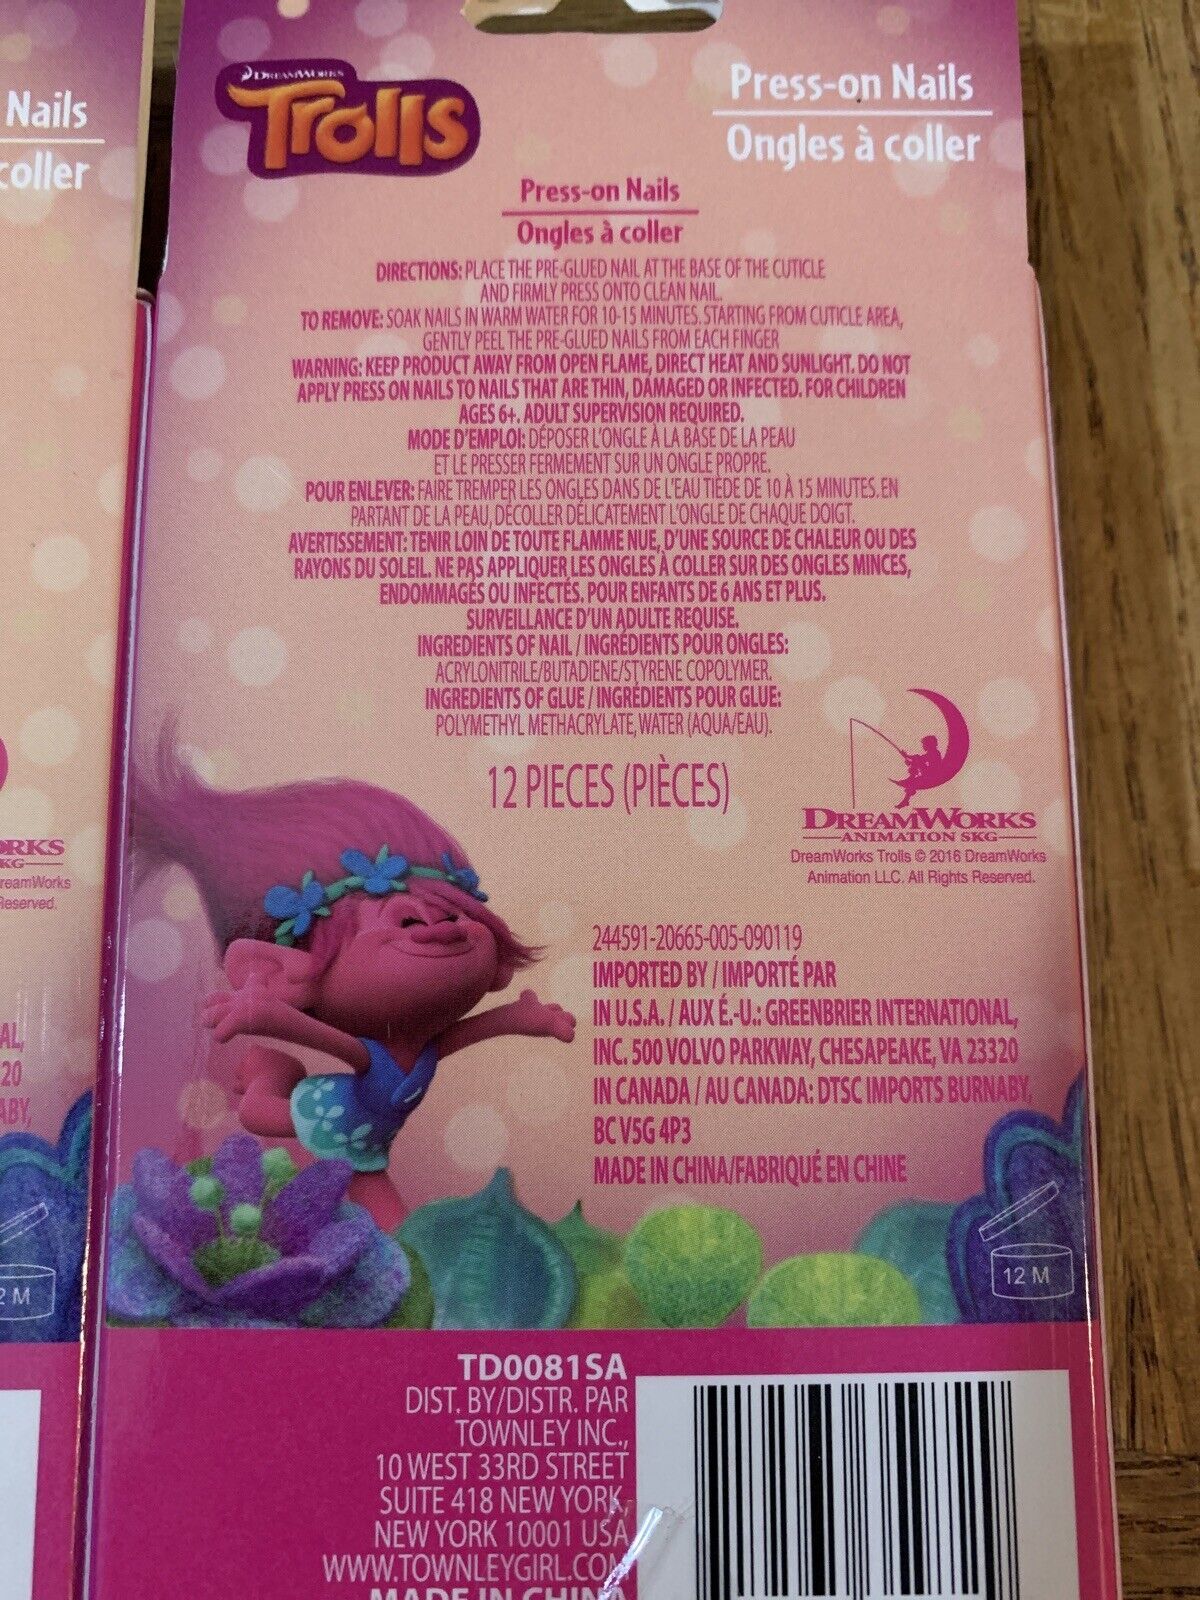 Nails
coller
DREAMWORKS
Trolls
Press-on Nails
Ongles à coller
Press-on Nails
Ongles à coller
DIRECTIONS: PLACE THE PRE-GLUED NAIL AT THE BASE OF THE CUTICLE
AND FIRMLY PRESS ONTO CLEAN NAIL.
TO REMOVE: SOAK NAILS IN WARM WATER FOR 10-15 MINUTES. STARTING FROM CUTICLE AREA,
GENTLY PEEL THE PRE-GLUED NAILS FROM EACH FINGER
WARNING: KEEP PRODUCT AWAY FROM OPEN FLAME, DIRECT HEAT AND SUNLIGHT. DO NOT
APPLY PRESS ON NAILS TO NAILS THAT ARE THIN, DAMAGED OR INFECTED. FOR CHILDREN
AGES 6+. ADULT SUPERVISION REQUIRED.
MODE D'EMPLOI: DÉPOSER L'ONGLE À LA BASE DE LA PEAU
ET LE PRESSER FERMEMENT SUR UN ONGLE PROPRE.
POUR ENLEVER: FAIRE TREMPER LES ONGLES DANS DE L'EAU TIÈDE DE 10 À 15 MINUTES. EN
PARTANT DE LA PEAU, DÉCOLLER DÉLICATEMENT L'ONGLE DE CHAQUE DOIGT.
AVERTISSEMENT: TENIR LOIN DE TOUTE FLAMME NUE, D'UNE SOURCE DE CHALEUR OU DES
RAYONS DU SOLEIL. NE PAS APPLIQUER LES ONGLES À COLLER SUR DES ONGLES MINCES,
ENDOMMAGÉS OU INFECTÉS. POUR ENFANTS DE 6 ANS ET PLUS.
SURVEILLANCE D'UN ADULTE REQUISE.
INGREDIENTS OF NAIL / INGRÉDIENTS POUR ONGLES:
ACRYLONITRILE/BUTADIENE/STYRENE COPOLYMER.
INGREDIENTS OF GLUE / INGRÉDIENTS POUR GLUE:
POLYMETHYL METHACRYLATE, WATER (AQUA/EAU).
12 PIECES (PIÈCES)
DREAMWORKS
ANIMATION SKG
DreamWorks Trolls © 2016 DreamWorks
Animation LLC. All Rights Reserved.
244591-20665-005-090119
IMPORTED BY / IMPORTÉ PAR
IN U.S.A. / AUX É.-U.: GREENBRIER INTERNATIONAL,
INC. 500 VOLVO PARKWAY, CHESAPEAKE, VA 23320
IN CANADA / AU CANADA: DTSC IMPORTS BURNABY,
BC V5G 4P3
MADE IN CHINA/FABRIQUÉ EN CHINE
12 M
TD0081SA
DIST. BY/DISTR. PAR
TOWNLEY INC.,
10 WEST 33RD STREET
SUITE 418 NEW YORK,
NEW YORK 10001 USA
WWW.TOWNLEYGIRL.COM
MADE IN CHINA